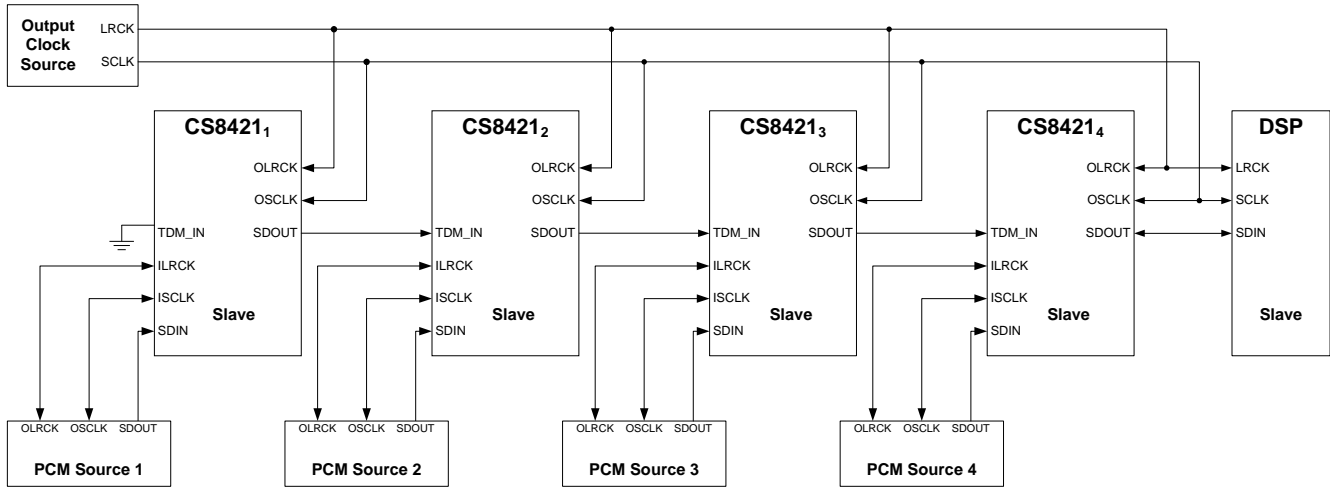 Output
Clock
Source
LRCK
SCLK
CS8421₁
OLRCK
OSCLK
TDM_IN
SDOUT
ILRCK
ISCLK
Slave
SDIN
CS8421₂
OLRCK
OSCLK
TDM_IN
SDOUT
ILRCK
ISCLK
Slave
SDIN
CS8421₃
OLRCK
OSCLK
TDM_IN
SDOUT
ILRCK
ISCLK
Slave
SDIN
CS8421₄
OLRCK
OSCLK
TDM_IN
SDOUT
ILRCK
ISCLK
Slave
SDIN
DSP
LRCK
SCLK
SDIN
Slave
OLRCK OSCLK SDOUT
PCM Source 1
OLRCK OSCLK SDOUT
PCM Source 2
OLRCK OSCLK SDOUT
PCM Source 3
OLRCK OSCLK SDOUT
PCM Source 4